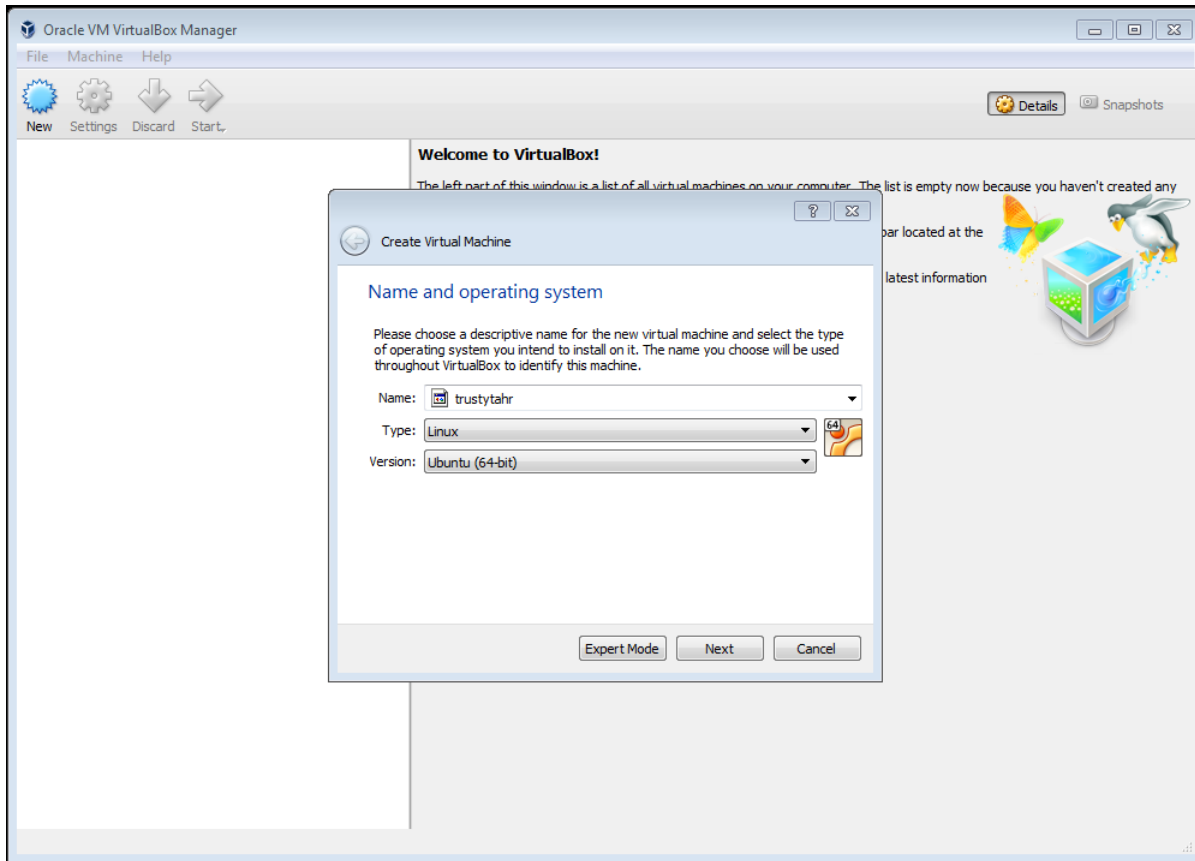 Oracle VM VirtualBox Manager
File Machine Help
New Settings Discard Start
Details Snapshots
Welcome to VirtualBox!
The left part of this window is a list of all virtual machines on your computer. The list is empty now because you haven't created any
bar located at the
latest information
Create Virtual Machine
Name and operating system
Please choose a descriptive name for the new virtual machine and select the type
of operating system you intend to install on it. The name you choose will be used
throughout VirtualBox to identify this machine.
Name: trustytahr
Type: Linux
64
Version: Ubuntu (64-bit)
Expert Mode Next Cancel